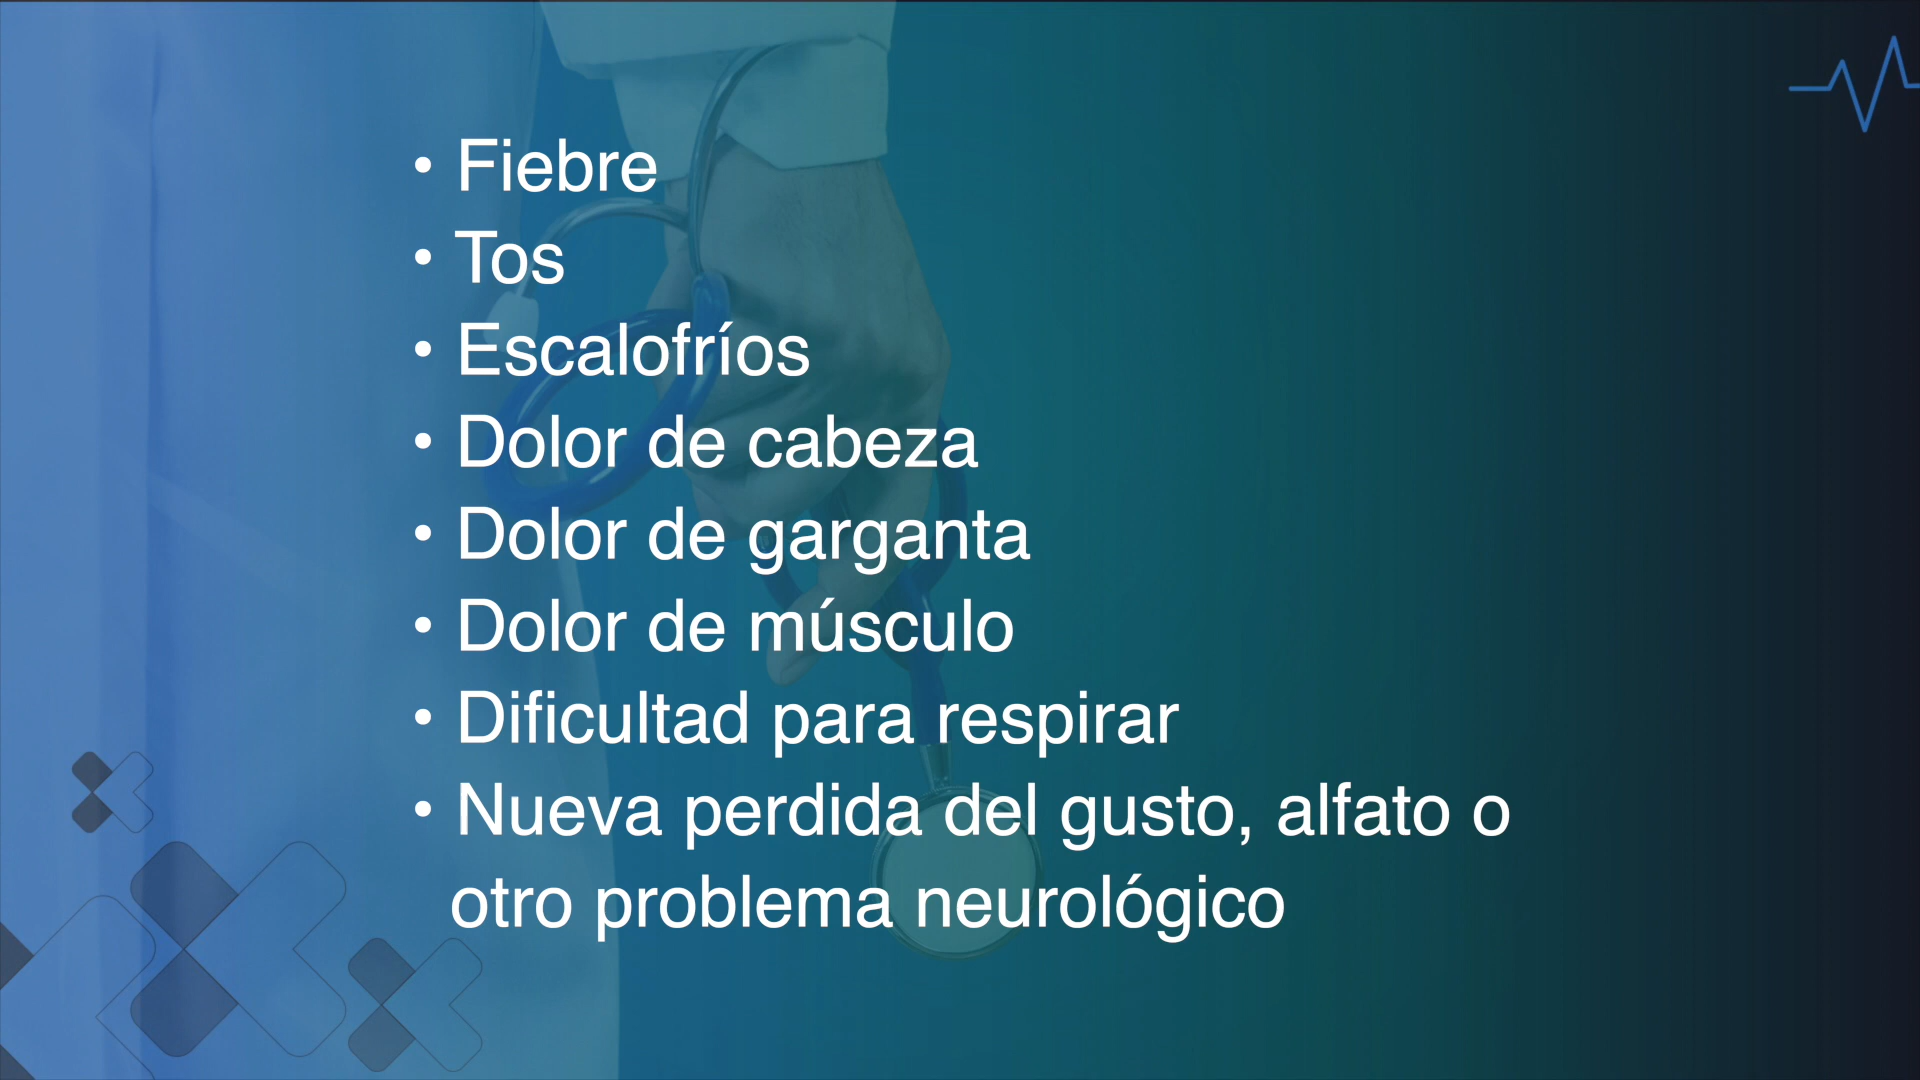 • Fiebre
• Tos
• Escalofríos
• Dolor de cabeza
• Dolor de garganta
• Dolor de músculo
• Dificultad para respirar
• Nueva perdida del gusto, alfato o
otro problema neurológico